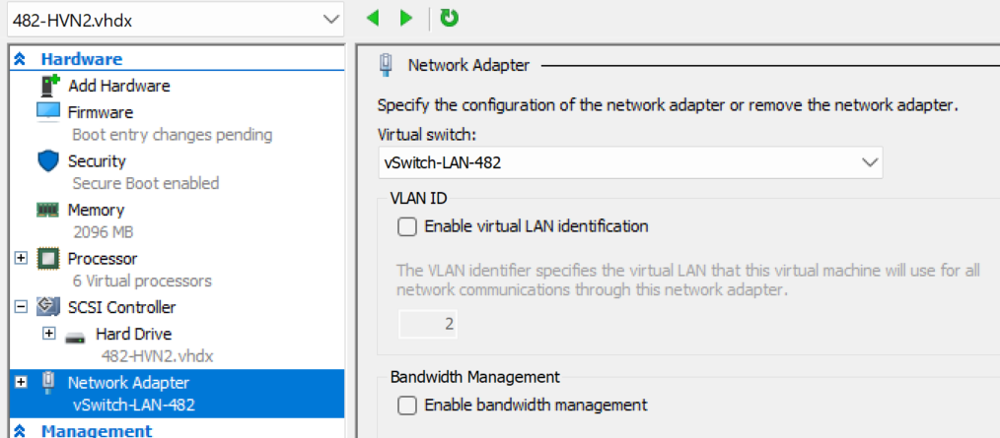 482-HVN2.vhdx
Hardware
Add Hardware
Firmware
Boot entry changes pending
Security
Secure Boot enabled
Memory
2096 MB
Processor
6 Virtual processors
SCSI Controller
Hard Drive
482-HVN2.vhdx
Network Adapter
vSwitch-LAN-482
Management
Network Adapter
Specify the configuration of the network adapter or remove the network adapter.
Virtual switch:
vSwitch-LAN-482
VLAN ID
Enable virtual LAN identification
The VLAN identifier specifies the virtual LAN that this virtual machine will use for all
network communications through this network adapter.
2
Bandwidth Management
Enable bandwidth management